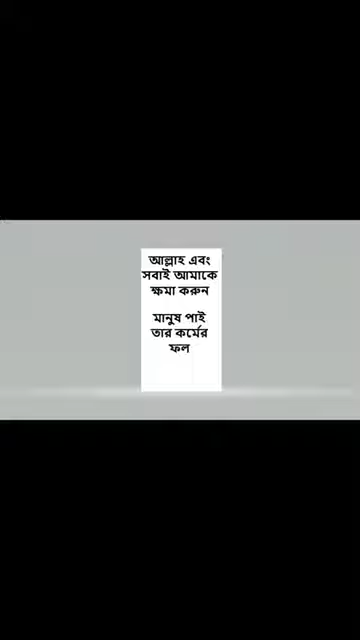 আল্লাহ এবং
সবাই আমাকে
ক্ষমা করুন
মানুষ পাই
তার কর্মের
ফল